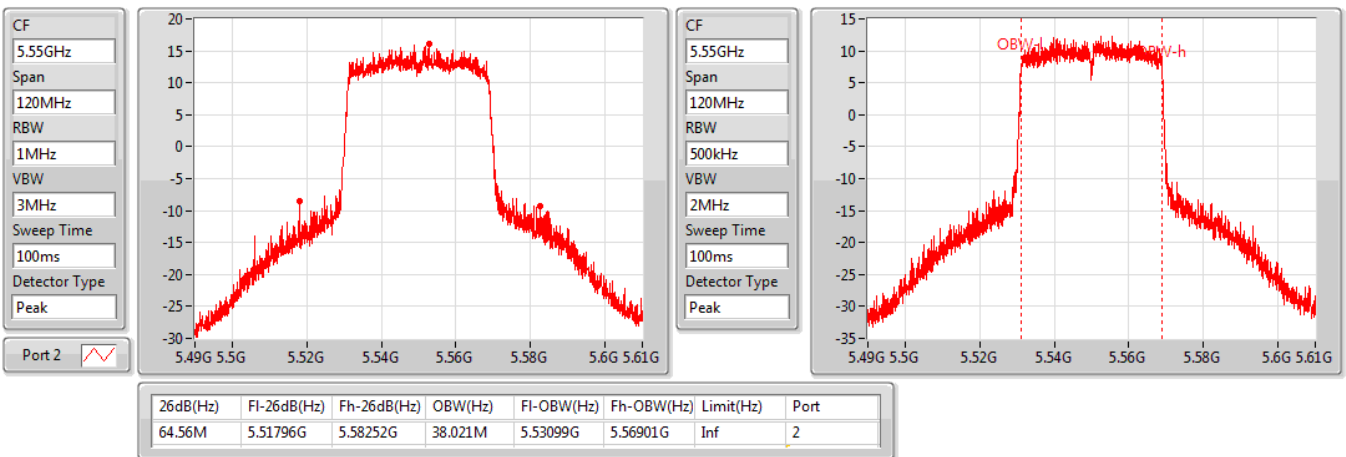 CF
5.55GHz
Span
120MHz
RBW
1MHz
VBW
3MHz
Sweep Time
100ms
Detector Type
Peak
Port 2
20
15
10
5
0
-5
-10
-15
-20
-25
-30
5.49G 5.5G 5.52G 5.54G 5.56G 5.58G 5.6G 5.61G
CF
5.55GHz
Span
120MHz
RBW
500kHz
VBW
2MHz
Sweep Time
100ms
Detector Type
Peak
15
10
5
0
-5
-10
-15
-20
-25
-30
-35
5.49G 5.5G 5.52G 5.54G 5.56G 5.58G 5.6G 5.61G
26dB(Hz) Fl-26dB(Hz) Fh-26dB(Hz) OBW(Hz) Fl-OBW(Hz) Fh-OBW(Hz) Limit(Hz) Port
64.56M 5.51796G 5.58252G 38.021M 5.53099G 5.56901G Inf 2